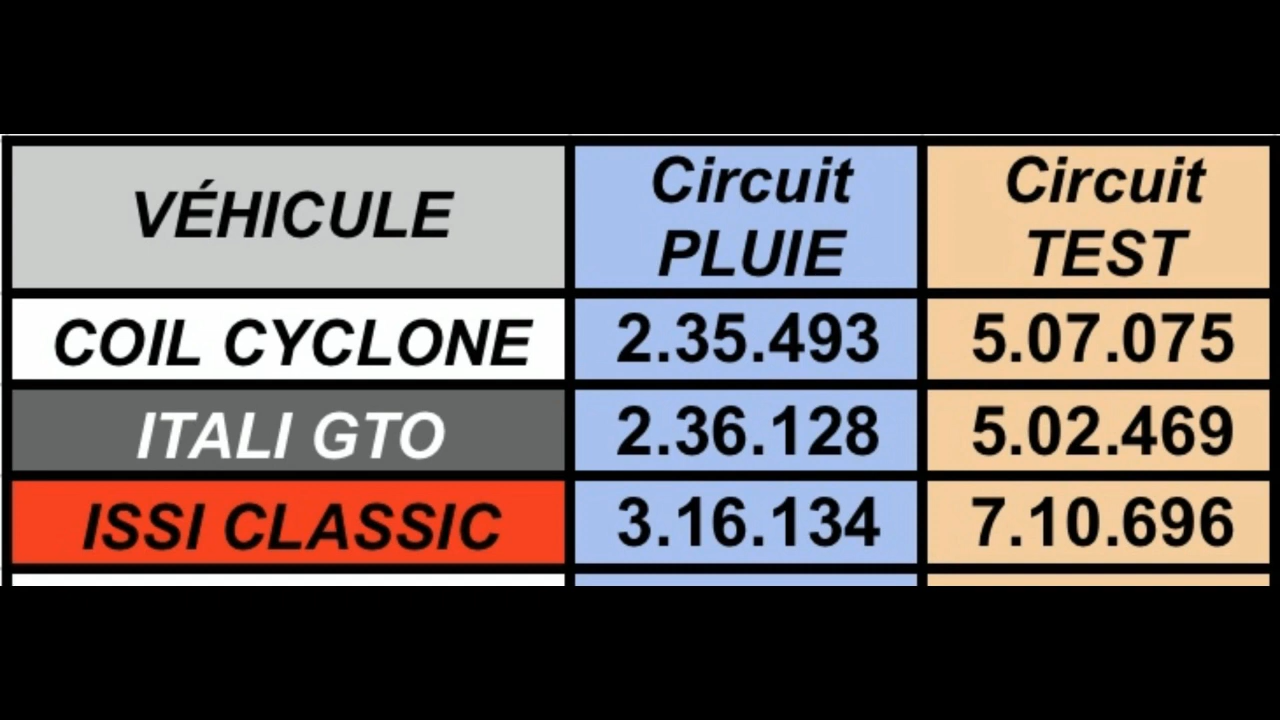 VÉHICULE Circuit PLUIE Circuit TEST
COIL CYCLONE 2.35.493 5.07.075
ITALI GTO 2.36.128 5.02.469
ISSI CLASSIC 3.16.134 7.10.696